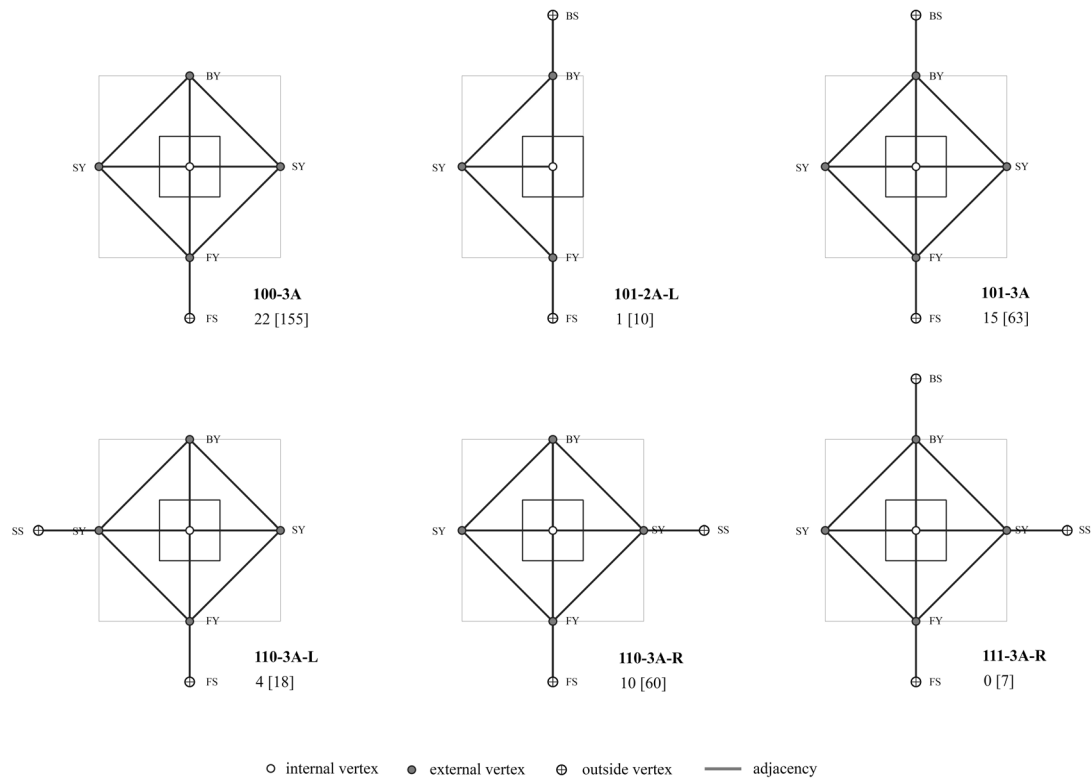 BS
BS
BY
BY
BY
SY
SY
SY
SY
SY
FY
FY
FY
100-3A
101-2A-L
101-3A
22 [155]
1 [10]
15 [63]
FS
FS
FS
BS
BY
BY
BY
SS
SY
SY
SY
SY
SY
SY
SS
SS
FY
FY
FY
110-3A-L
110-3A-R
111-3A-R
4 [18]
10 [60]
0 [7]
FS
FS
FS
internal vertex
external vertex
outside vertex
adjacency